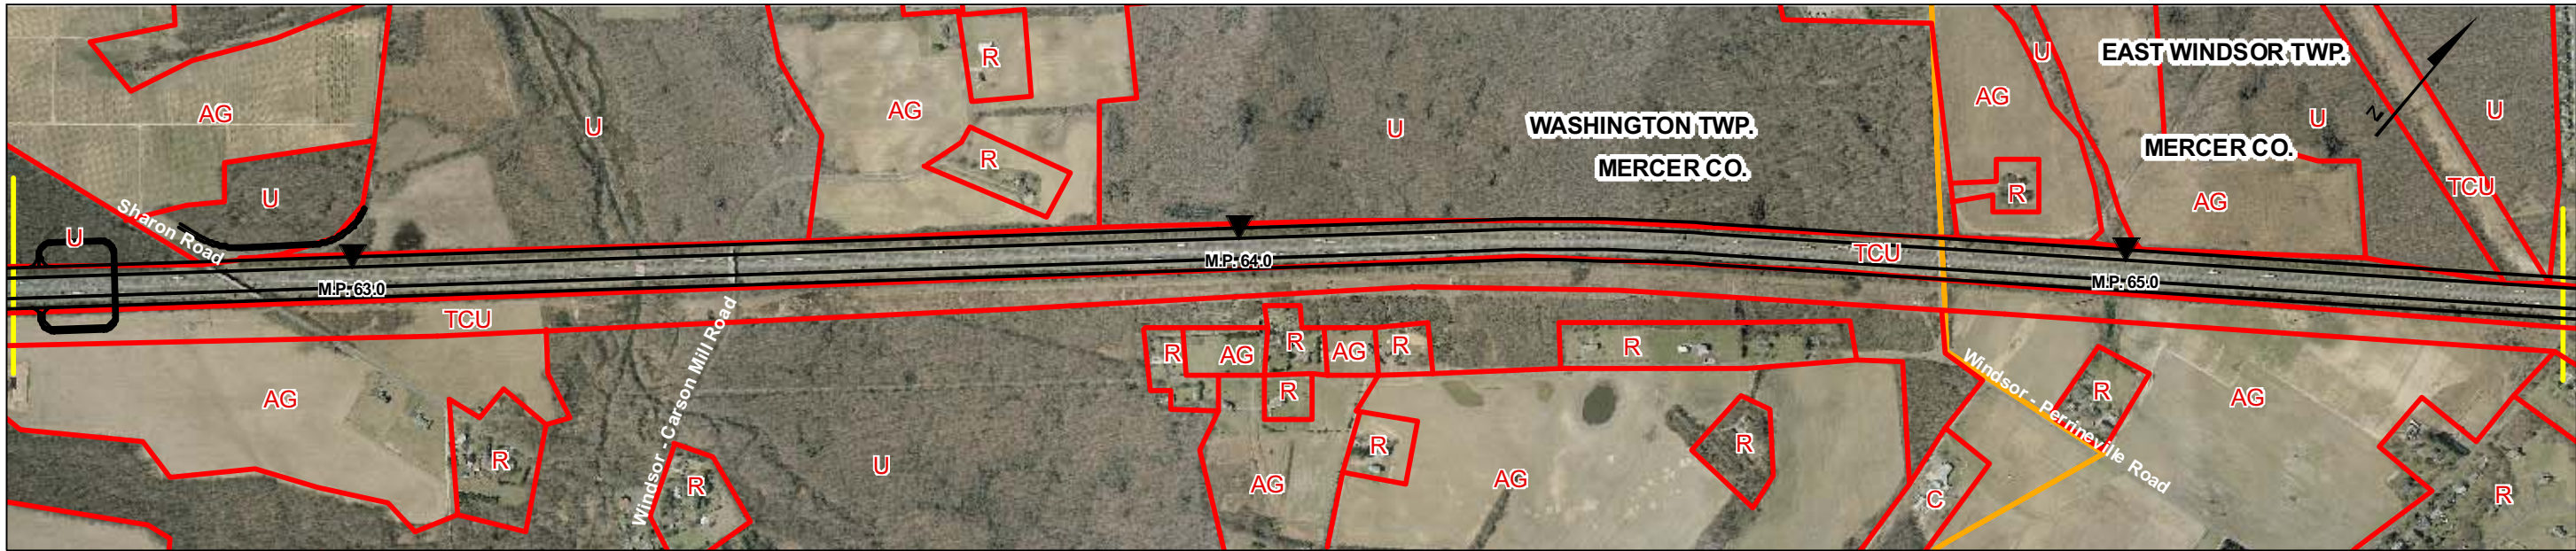 R
U
EAST WINDSOR TWP.
AG
AG
AG
U
U
U
U
WASHINGTON TWP.
U
N
MERCER CO.
MERCER CO.
R
R
TCU
U
AG
U
Sharon Road
TCU
M.P. 64.0
M.P. 63.0
M.P. 65.0
TCU
Windsor - Carson Mill Road
R
AG
R
AG
R
R
Windsor - Perrineville Road
R
R
AG
AG
R
R
R
U
AG
AG
R
R
C
R